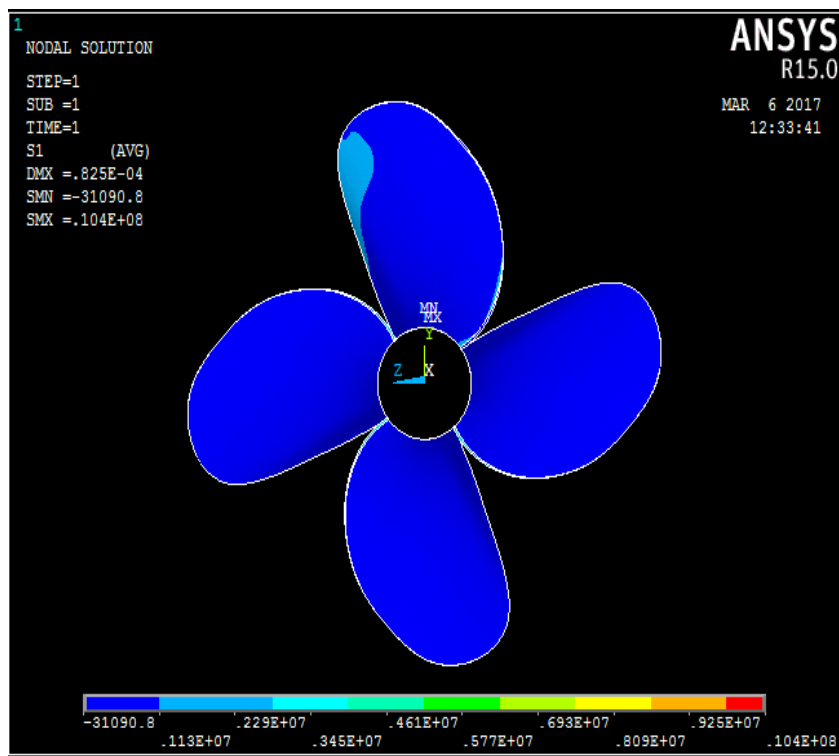 1
NODAL SOLUTION
STEP=1
SUB =1
TIME=1
S1 (AVG)
DMX =.825E-04
SMN =-31090.8
SMX =.104E+08
ANSYS
R15.0
MAR 6 2017
12:33:41
MN
MX
Y
Z X
-31090.8 .229E+07 .461E+07 .693E+07 .925E+07
.113E+07 .345E+07 .577E+07 .809E+07 .104E+08